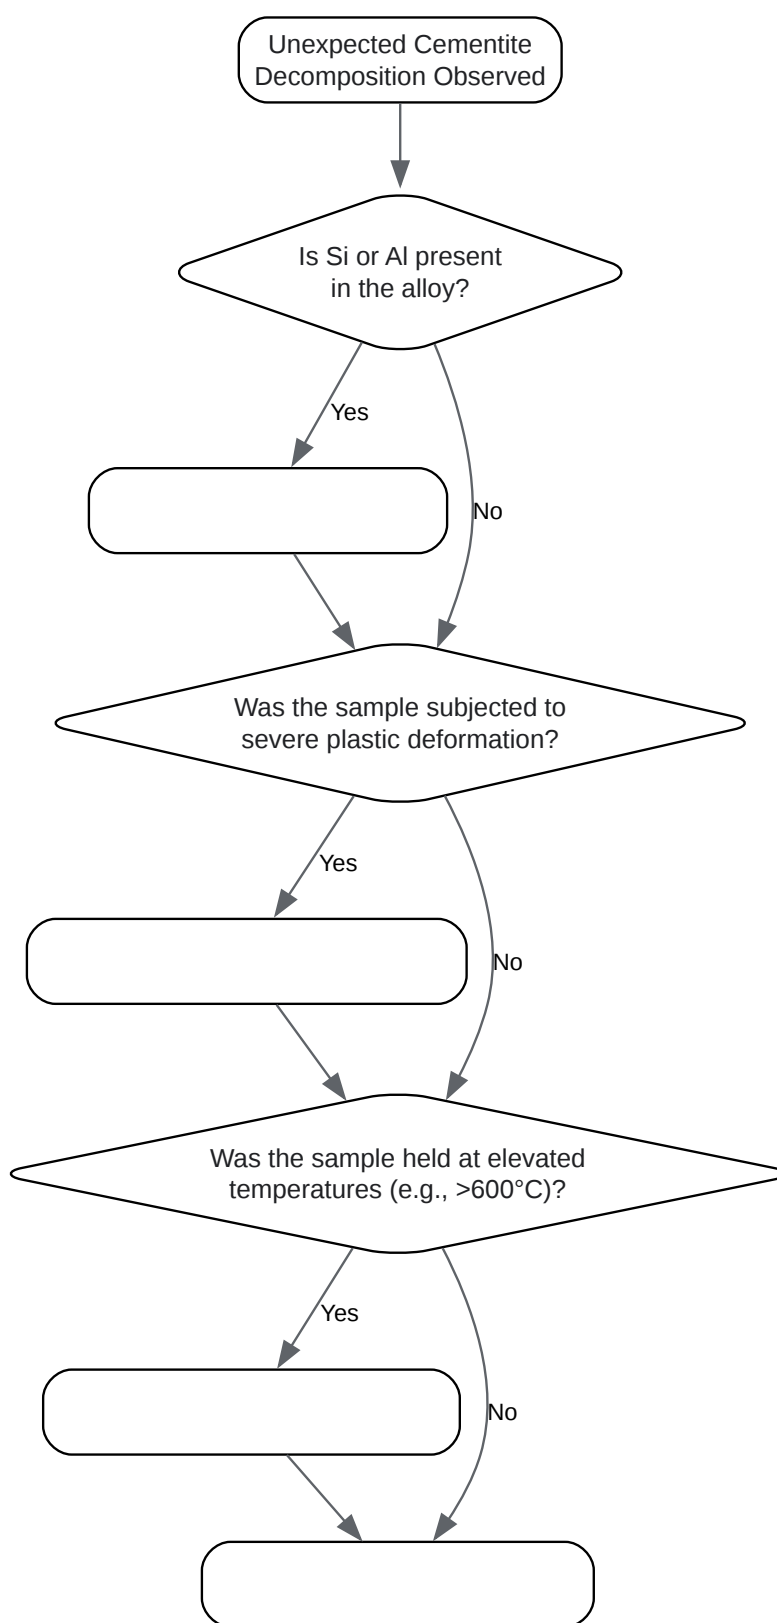 Unexpected Cementite
Decomposition Observed
Is Si or Al present
in the alloy?
Yes
No
Was the sample subjected to
severe plastic deformation?
Yes
No
Was the sample held at elevated
temperatures (e.g., >600°C)?
Yes
No